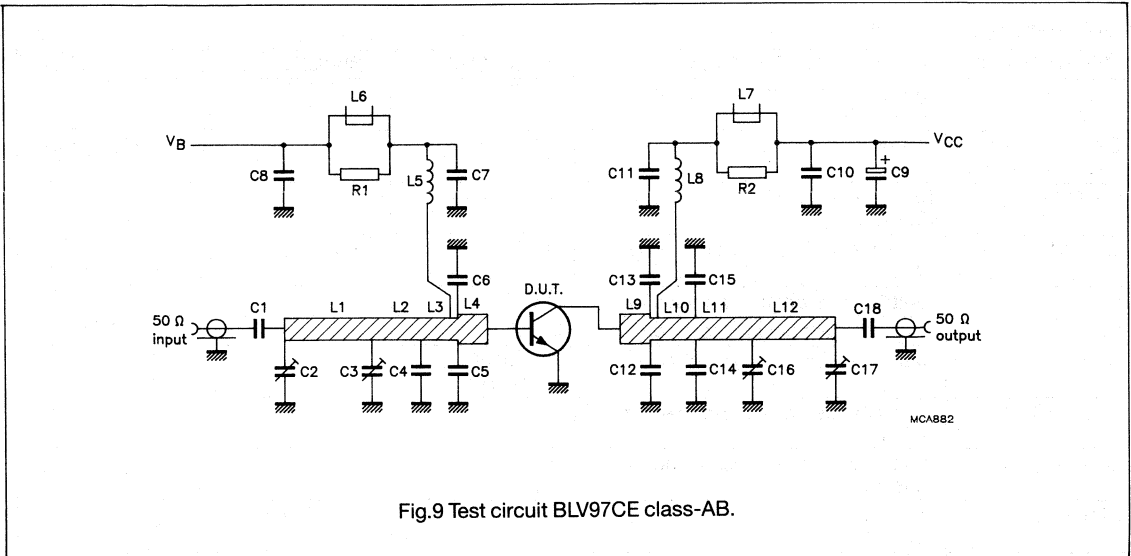 L6
L7
VB
VCC
C8
R1
L5
C7
C11
L8
R2
C10
+
C9
C6
C13
C15
D.U.T.
C1
L1
L2
L3
L4
L9
L10
L11
L12
C18
50 Ω
input
50 Ω
output
C2
C3
C4
C5
C12
C14
C16
C17
MCA882
Fig.9 Test circuit BLV97CE class-AB.